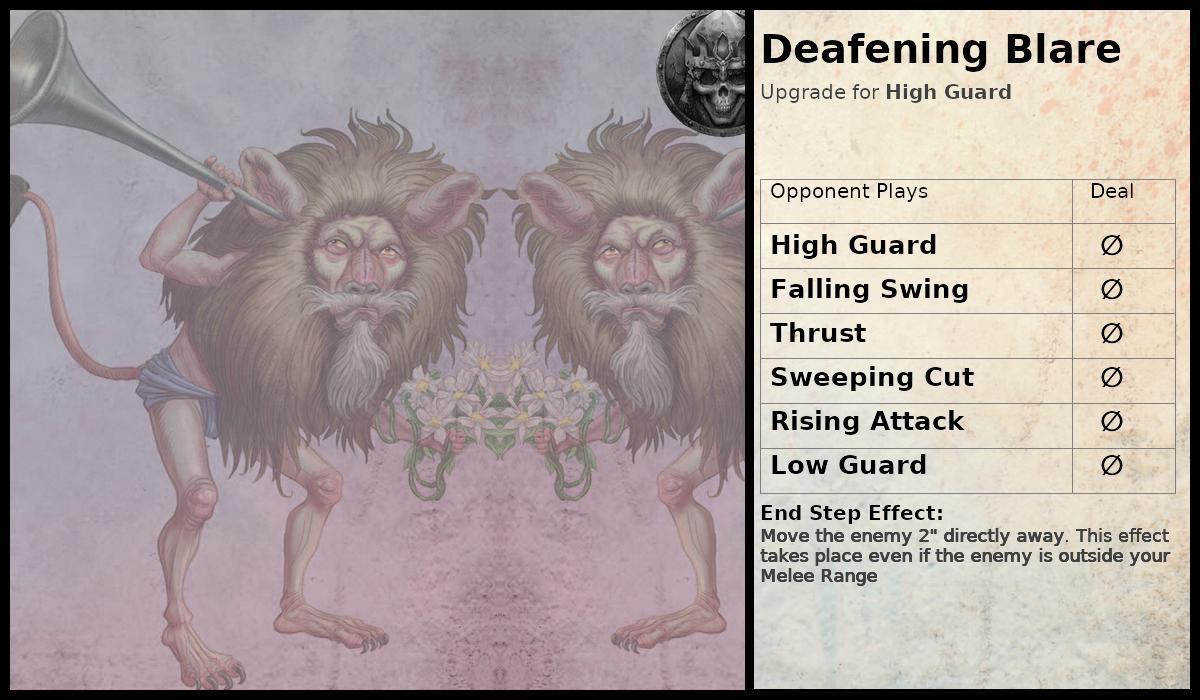 Deafening Blare
Upgrade for High Guard
Opponent Plays Deal
High Guard ∅
Falling Swing ∅
Thrust ∅
Sweeping Cut ∅
Rising Attack ∅
Low Guard ∅
End Step Effect:
Move the enemy 2" directly away. This effect
takes place even if the enemy is outside your
Melee Range